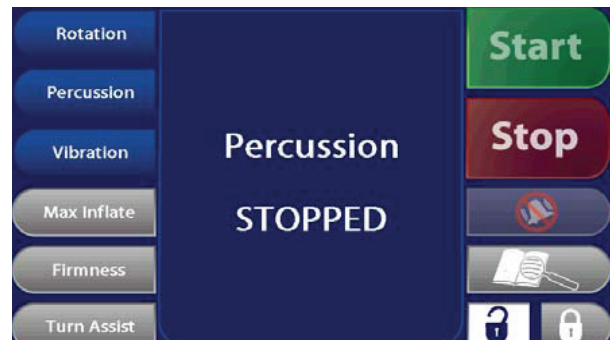 Rotation
Percussion
Vibration
Max Inflate
Firmness
Turn Assist
Percussion
STOPPED
Start
Stop